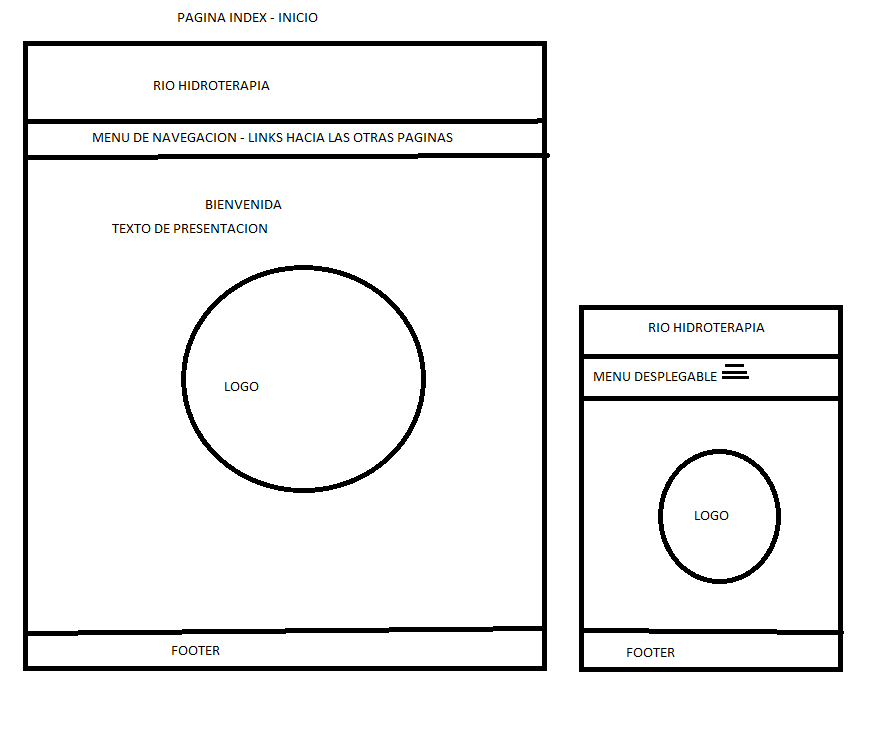 PAGINA INDEX - INICIO
RIO HIDROTERAPIA
MENU DE NAVEGACION - LINKS HACIA LAS OTRAS PAGINAS
BIENVENIDA
TEXTO DE PRESENTACION
LOGO
FOOTER
RIO HIDROTERAPIA
MENU DESPLEGABLE
LOGO
FOOTER